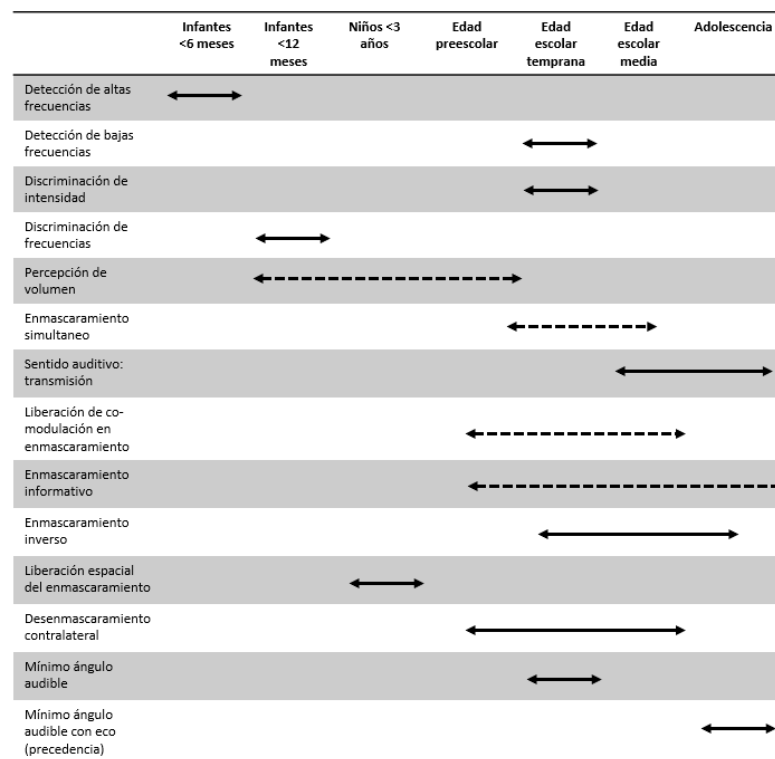 Infantes
<6 meses
Infantes
<12
meses
Niños <3
años
Edad
preescolar
Edad
escolar
temprana
Edad
escolar
media
Adolescencia
Detección de altas
frecuencias
Detección de bajas
frecuencias
Discriminación de
intensidad
Discriminación de
frecuencias
Percepción de
volumen
Enmascaramiento
simultaneo
Sentido auditivo:
transmisión
Liberación de co-
modulación en
enmascaramiento
Enmascaramiento
informativo
Enmascaramiento
inverso
Liberación espacial
del enmascaramiento
Desenmascaramiento
contralateral
Mínimo ángulo
audible
Mínimo ángulo
audible con eco
(precedencia)